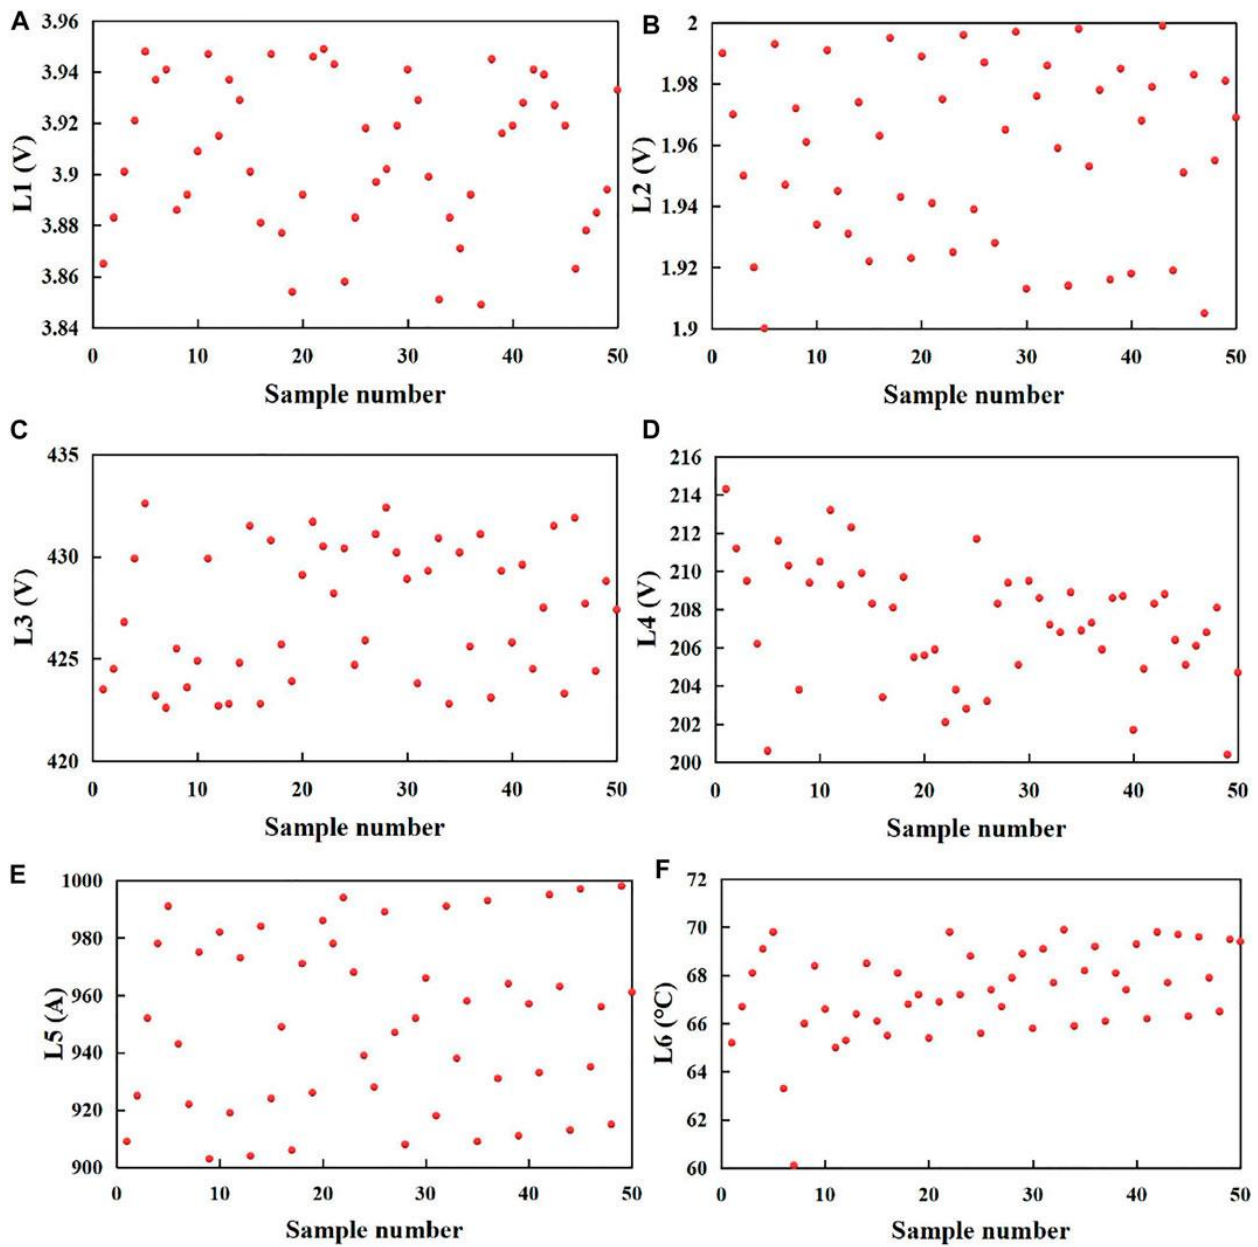 A
3.96
3.94
3.92
3.9
3.88
3.86
3.84
L1 (V)
0 10 20 30 40 50
Sample number
B
2
1.98
1.96
1.94
1.92
1.9
L2 (V)
0 10 20 30 40 50
Sample number
C
435
430
425
420
L3 (V)
0 10 20 30 40 50
Sample number
D
216
214
212
210
208
206
204
202
200
L4 (V)
0 10 20 30 40 50
Sample number
E
1000
980
960
940
920
900
L5 (A)
0 10 20 30 40 50
Sample number
F
72
70
68
66
64
62
60
L6 (°C)
0 10 20 30 40 50
Sample number